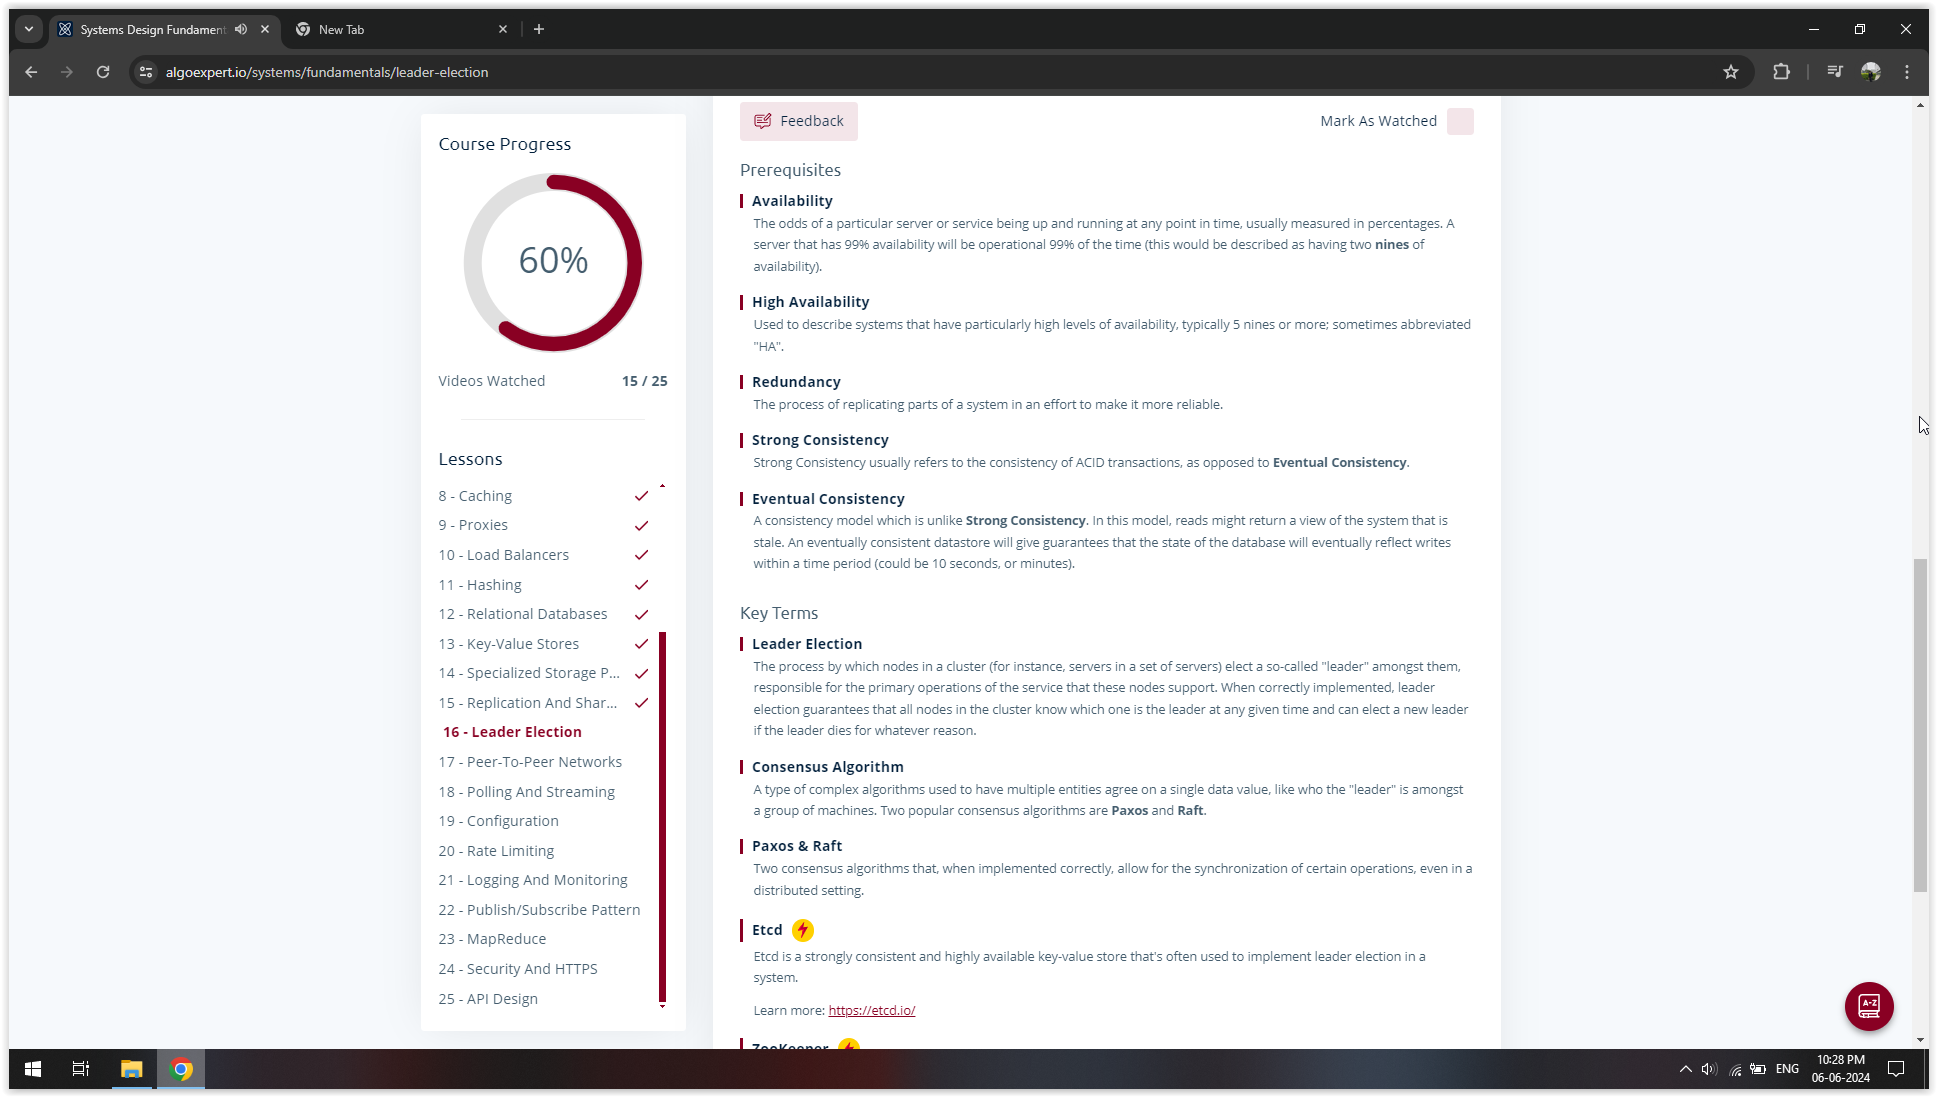 Systems Design Fundament
New Tab
algoexpert.io/systems/fundamentals/leader-election
Course Progress
60%
Videos Watched 15 / 25
Lessons
8 - Caching
9 - Proxies
10 - Load Balancers
11 - Hashing
12 - Relational Databases
13 - Key-Value Stores
14 - Specialized Storage P...
15 - Replication And Shar...
16 - Leader Election
17 - Peer-To-Peer Networks
18 - Polling And Streaming
19 - Configuration
20 - Rate Limiting
21 - Logging And Monitoring
22 - Publish/Subscribe Pattern
23 - MapReduce
24 - Security And HTTPS
25 - API Design
Feedback
Mark As Watched
Prerequisites
Availability
The odds of a particular server or service being up and running at any point in time, usually measured in percentages. A
server that has 99% availability will be operational 99% of the time (this would be described as having two nines of
availability).
High Availability
Used to describe systems that have particularly high levels of availability, typically 5 nines or more; sometimes abbreviated
"HA".
Redundancy
The process of replicating parts of a system in an effort to make it more reliable.
Strong Consistency
Strong Consistency usually refers to the consistency of ACID transactions, as opposed to Eventual Consistency.
Eventual Consistency
A consistency model which is unlike Strong Consistency. In this model, reads might return a view of the system that is
stale. An eventually consistent datastore will give guarantees that the state of the database will eventually reflect writes
within a time period (could be 10 seconds, or minutes).
Key Terms
Leader Election
The process by which nodes in a cluster (for instance, servers in a set of servers) elect a so-called "leader" amongst them,
responsible for the primary operations of the service that these nodes support. When correctly implemented, leader
election guarantees that all nodes in the cluster know which one is the leader at any given time and can elect a new leader
if the leader dies for whatever reason.
Consensus Algorithm
A type of complex algorithms used to have multiple entities agree on a single data value, like who the "leader" is amongst
a group of machines. Two popular consensus algorithms are Paxos and Raft.
Paxos & Raft
Two consensus algorithms that, when implemented correctly, allow for the synchronization of certain operations, even in a
distributed setting.
Etcd
Etcd is a strongly consistent and highly available key-value store that's often used to implement leader election in a
system.
Learn more: https://etcd.io/
ZooKeeper
A-Z
ENG
10:28 PM
06-06-2024